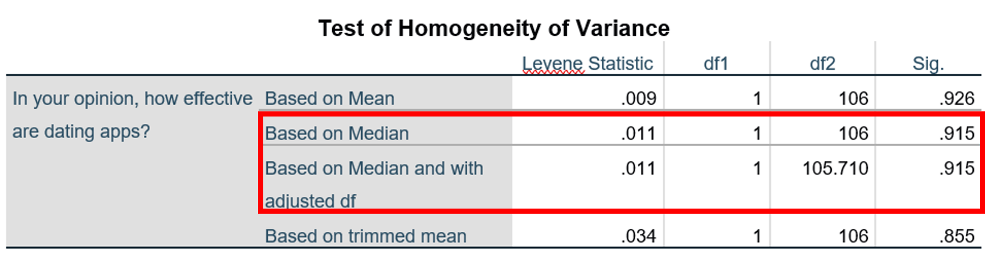 Test of Homogeneity of Variance
Levene Statistic df1 df2 Sig.
In your opinion, how effective Based on Mean .009 1 106 .926
are dating apps? Based on Median .011 1 106 .915
Based on Median and with .011 1 105.710 .915
adjusted df
Based on trimmed mean .034 1 106 .855